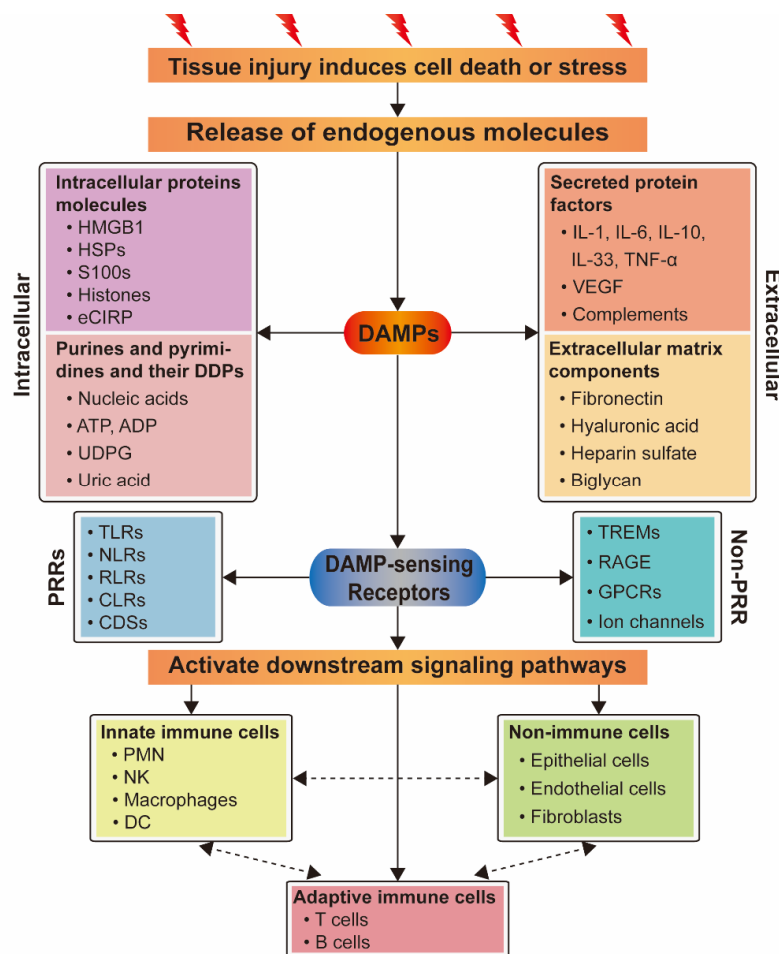 Tissue injury induces cell death or stress
Release of endogenous molecules
Intracellular
Intracellular proteins
molecules
• HMGB1
• HSPs
• S100s
• Histones
• eCIRP
Purines and pyrimi-
dines and their DDPs
• Nucleic acids
• ATP, ADP
• UDPG
• Uric acid
DAMPs
Secreted protein
factors
• IL-1, IL-6, IL-10,
IL-33, TNF-α
• VEGF
• Complements
Extracellular matrix
components
• Fibronectin
• Hyaluronic acid
• Heparin sulfate
• Biglycan
Extracellular
PRRs
• TLRs
• NLRs
• RLRs
• CLRs
• CDSs
DAMP-sensing
Receptors
• TREMs
• RAGE
• GPCRs
• Ion channels
Non-PRR
Activate downstream signaling pathways
Innate immune cells
• PMN
• NK
• Macrophages
• DC
Non-immune cells
• Epithelial cells
• Endothelial cells
• Fibroblasts
Adaptive immune cells
• T cells
• B cells